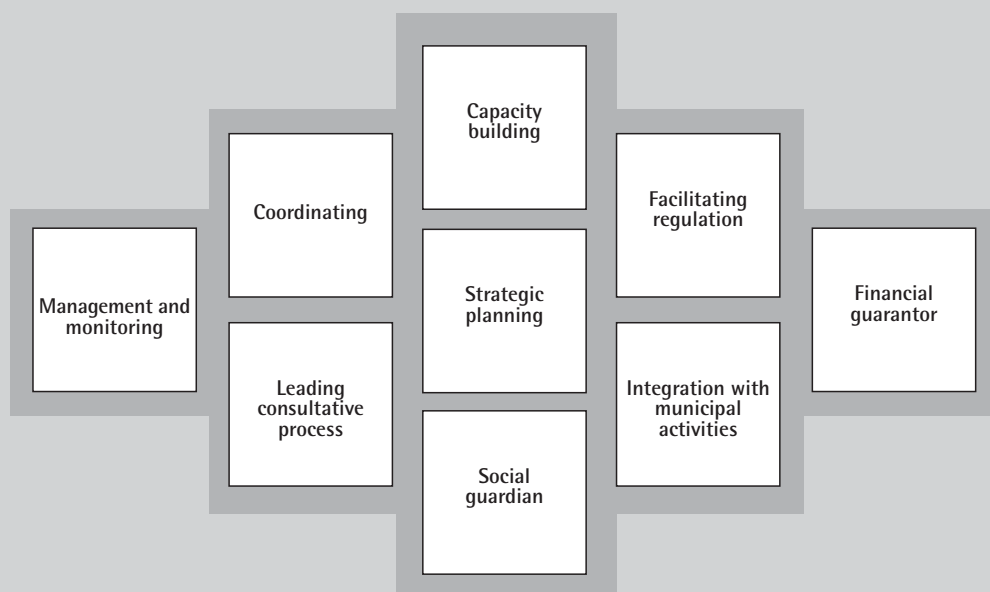 Capacity
building
Coordinating
Facilitating
regulation
Management and
monitoring
Strategic
planning
Financial
guarantor
Leading
consultative
process
Integration with
municipal
activities
Social
guardian